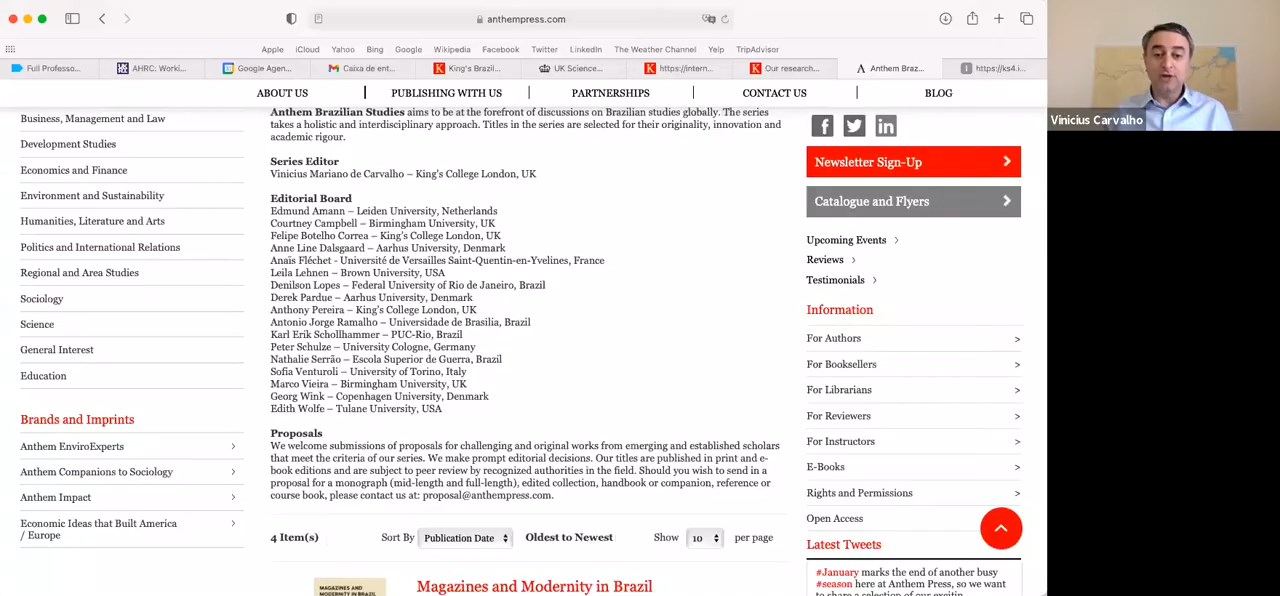 anthempress.com
Apple iCloud Yahoo Bing Google Wikipedia Facebook Twitter LinkedIn The Weather Channel Yelp TripAdvisor
Full Professo... AHRC: Worki... Google Agen... Caixa de ent... King's Brazil... UK Science... https://intern... Our research... Anthem Braz... https://ks4.i...
ABOUT US PUBLISHING WITH US PARTNERSHIPS CONTACT US BLOG
Business, Management and Law
Development Studies
Economics and Finance
Environment and Sustainability
Humanities, Literature and Arts
Politics and International Relations
Regional and Area Studies
Sociology
Science
General Interest
Education
Brands and Imprints
Anthem EnviroExperts
Anthem Companions to Sociology
Anthem Impact
Economic Ideas that Built America
/ Europe
Anthem Brazilian Studies aims to be at the forefront of discussions on Brazilian studies globally. The series
takes a holistic and interdisciplinary approach. Titles in the series are selected for their originality, innovation and
academic rigour.
Series Editor
Vinicius Mariano de Carvalho – King's College London, UK
Editorial Board
Edmund Amann – Leiden University, Netherlands
Courtney Campbell – Birmingham University, UK
Felipe Botelho Correa – King's College London, UK
Anne Line Dalsgaard – Aarhus University, Denmark
Anaïs Fléchet - Université de Versailles Saint-Quentin-en-Yvelines, France
Leila Lehnen – Brown University, USA
Denilson Lopes – Federal University of Rio de Janeiro, Brazil
Derek Pardue – Aarhus University, Denmark
Anthony Pereira – King's College London, UK
Antonio Jorge Ramalho – Universidade de Brasilia, Brazil
Karl Erik Schollhammer – PUC-Rio, Brazil
Peter Schulze – University Cologne, Germany
Nathalie Serrão – Escola Superior de Guerra, Brazil
Sofia Venturoli – University of Torino, Italy
Marco Vieira – Birmingham University, UK
Georg Wink – Copenhagen University, Denmark
Edith Wolfe – Tulane University, USA
Proposals
We welcome submissions of proposals for challenging and original works from emerging and established scholars
that meet the criteria of our series. We make prompt editorial decisions. Our titles are published in print and e-
book editions and are subject to peer review by recognized authorities in the field. Should you wish to send in a
proposal for a monograph (mid-length and full-length), edited collection, handbook or companion, reference or
course book, please contact us at: proposal@anthempress.com.
4 Item(s) Sort By Publication Date Oldest to Newest Show 10 per page
MAGAZINES AND
MODERNITY IN BRAZIL
Magazines and Modernity in Brazil
Newsletter Sign-Up
Catalogue and Flyers
Upcoming Events >
Reviews >
Testimonials >
Information
For Authors >
For Booksellers >
For Librarians >
For Reviewers >
For Instructors >
E-Books >
Rights and Permissions >
Open Access
Latest Tweets
#January marks the end of another busy
#season here at Anthem Press, so we want
to share a selection of our excitin
Vinicius Carvalho